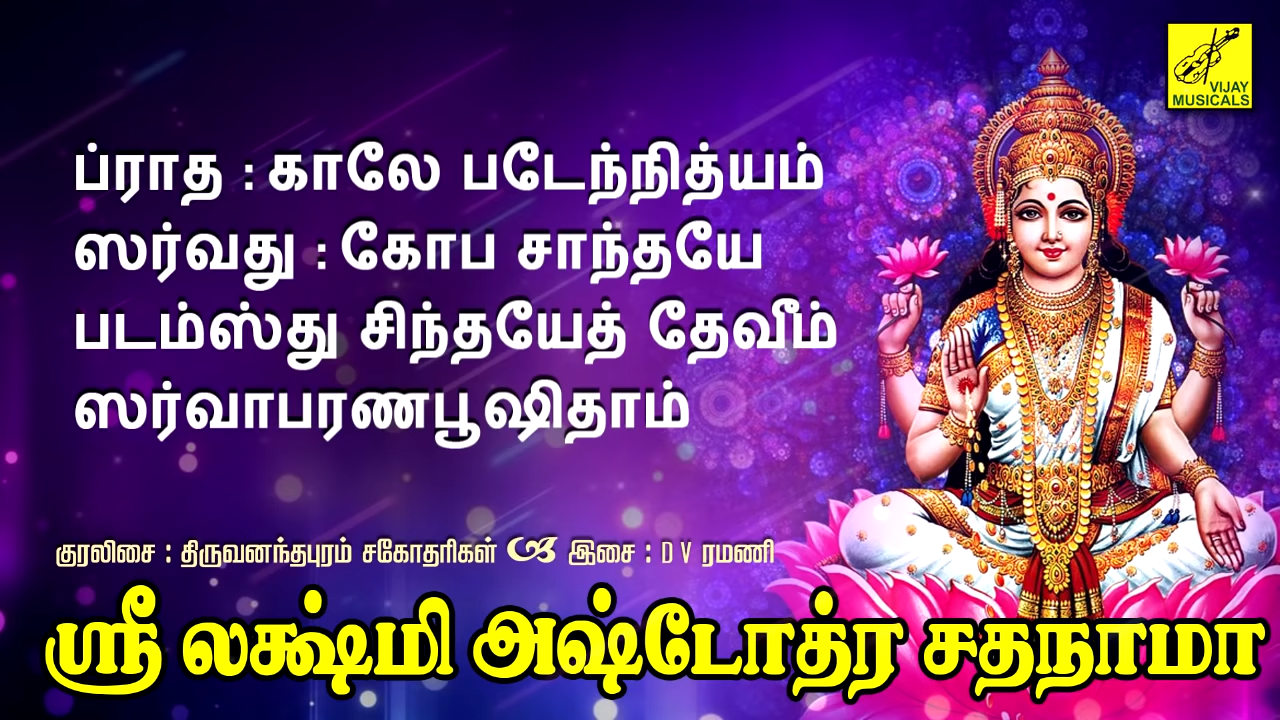 VIJAY
MUSICALS
ப்ராத : காலே படேந்நித்யம்
ஸர்வது : கோப சாந்தயே
படம்ஸ்து சிந்தயேத் தேவீம்
ஸர்வாபரணபூஷிதாம்
குரலிசை : திருவனந்தபுரம் சகோதரிகள் இசை : D V ரமணி
ஸ்ரீ லக்ஷ்மி அஷ்டோத்ர சதநாமா